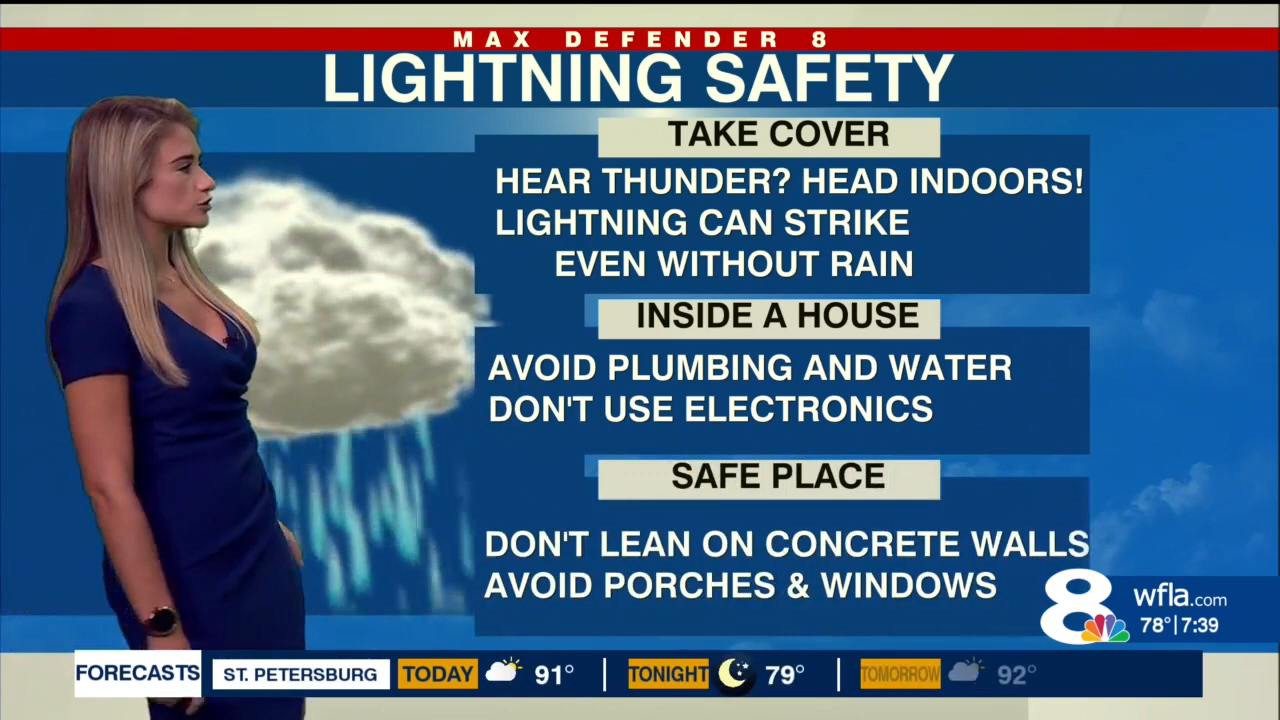 MAX DEFENDER 8
LIGHTNING SAFETY
TAKE COVER
HEAR THUNDER? HEAD INDOORS!
LIGHTNING CAN STRIKE
EVEN WITHOUT RAIN
INSIDE A HOUSE
AVOID PLUMBING AND WATER
DON'T USE ELECTRONICS
SAFE PLACE
DON'T LEAN ON CONCRETE WALLS
AVOID PORCHES & WINDOWS
8 wfla.com
78° | 7:39
FORECASTS ST. PETERSBURG TODAY 91° | TONIGHT 79° | TOMORROW 92°